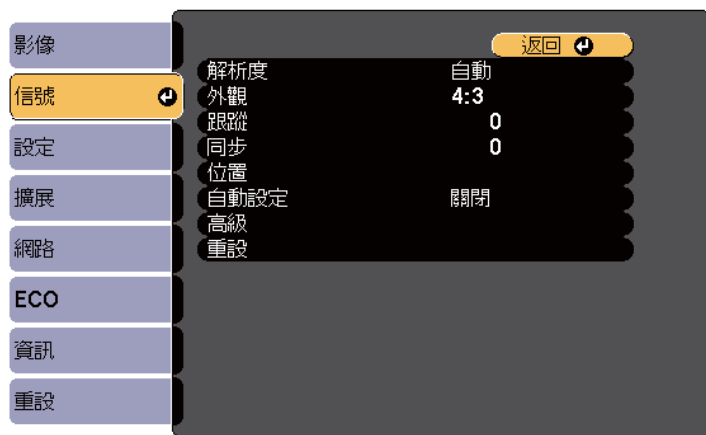 影像
信號
設定
擴展
網路
ECO
資訊
重設
返回
解析度 自動
外觀 4:3
跟蹤 0
同步 0
位置
自動設定 關閉
高級
重設